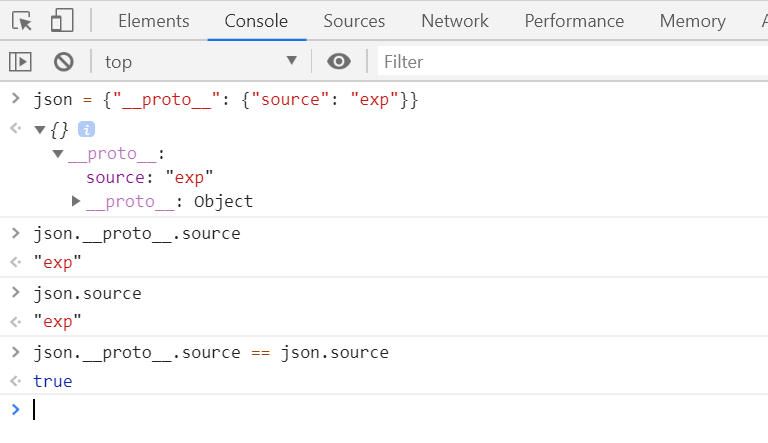 Elements Console Sources Network Performance Memory
top Filter
json = {"__proto__": {"source": "exp"}}
{} i
__proto__:
source: "exp"
__proto__: Object
json.__proto__.source
"exp"
json.source
"exp"
json.__proto__.source == json.source
true